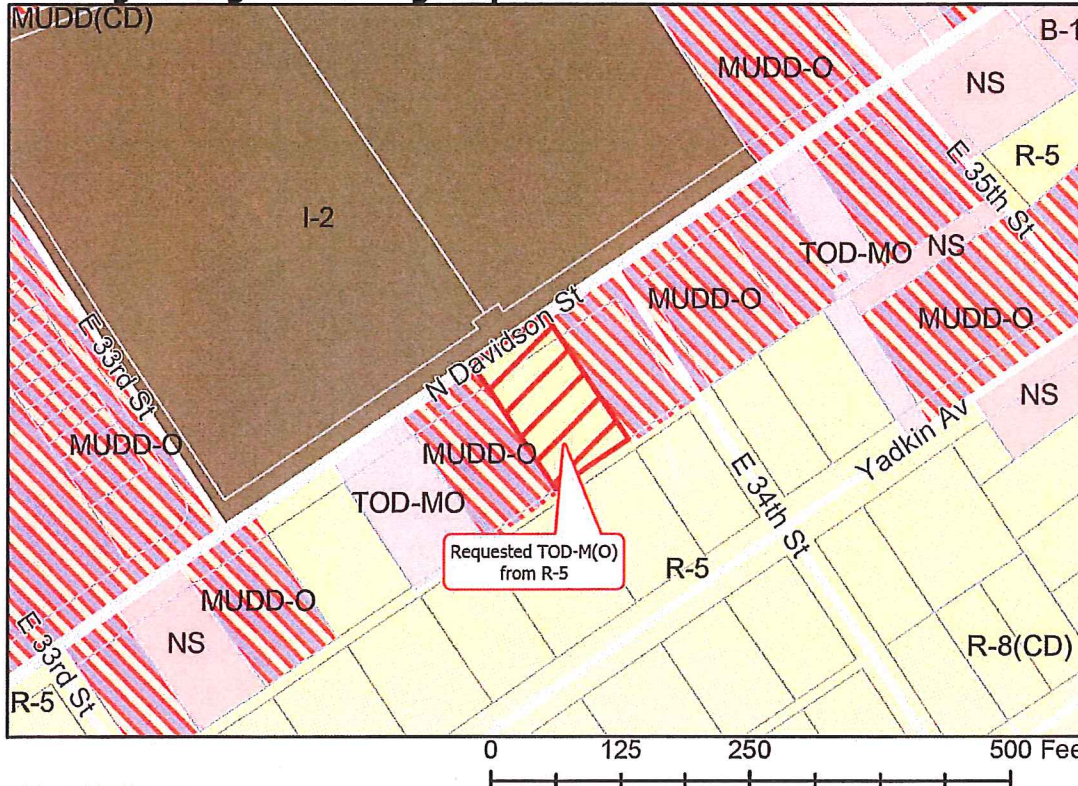 MUDD(CD)
B-1
MUDD-O
NS
R-5
E 35th St
I-2
TOD-MO
NS
MUDD-O
MUDD-O
N Davidson St
E 33rd St
NS
MUDD-O
MUDD-O
Yadkin Av
TOD-MO
E 34th St
Requested TOD-M(O)
from R-5
R-5
MUDD-O
NS
R-8(CD)
E 33rd St
R-5
0 125 250 500 Fee